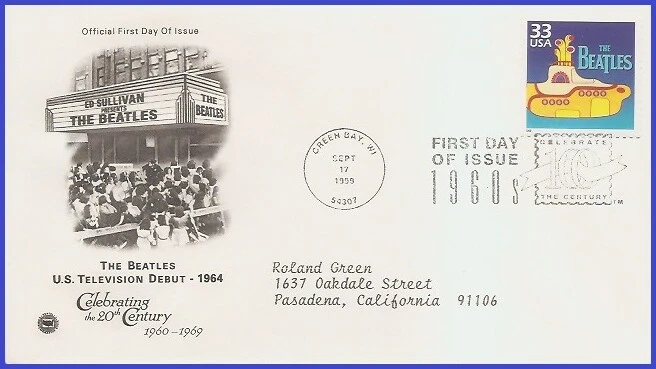 Official First Day Of Issue
ED SULLIVAN
PRESENTS
THE BEATLES
THE
BEATLES
THE BEATLES
U.S. TELEVISION DEBUT - 1964
Celebrating
the 20th Century
1960-1969
GREEN BAY, WI
SEPT
17
1999
54307
FIRST DAY
OF ISSUE
1960s
33
USA
THE
BEATLES
CELEBRATE
100
THE CENTURY
TM
Roland Green
1637 Oakdale Street
Pasadena, California 91106